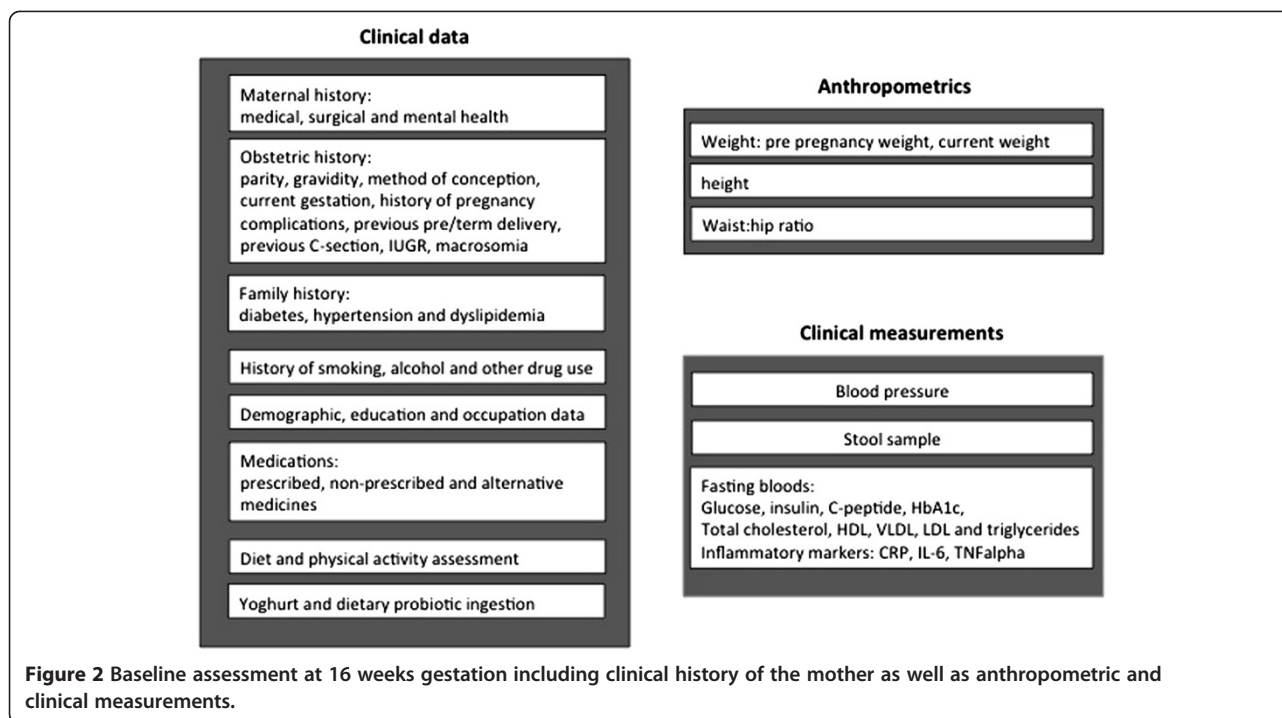 Clinical data
Maternal history:
medical, surgical and mental health
Obstetric history:
parity, gravidity, method of conception,
current gestation, history of pregnancy
complications, previous pre/term delivery,
previous C-section, IUGR, macrosomia
Family history:
diabetes, hypertension and dyslipidemia
History of smoking, alcohol and other drug use
Demographic, education and occupation data
Medications:
prescribed, non-prescribed and alternative
medicines
Diet and physical activity assessment
Yoghurt and dietary probiotic ingestion
Anthropometrics
Weight: pre pregnancy weight, current weight
height
Waist:hip ratio
Clinical measurements
Blood pressure
Stool sample
Fasting bloods:
Glucose, insulin, C-peptide, HbA1c,
Total cholesterol, HDL, VLDL, LDL and triglycerides
Inflammatory markers: CRP, IL-6, TNFalpha
Figure 2 Baseline assessment at 16 weeks gestation including clinical history of the mother as well as anthropometric and
clinical measurements.